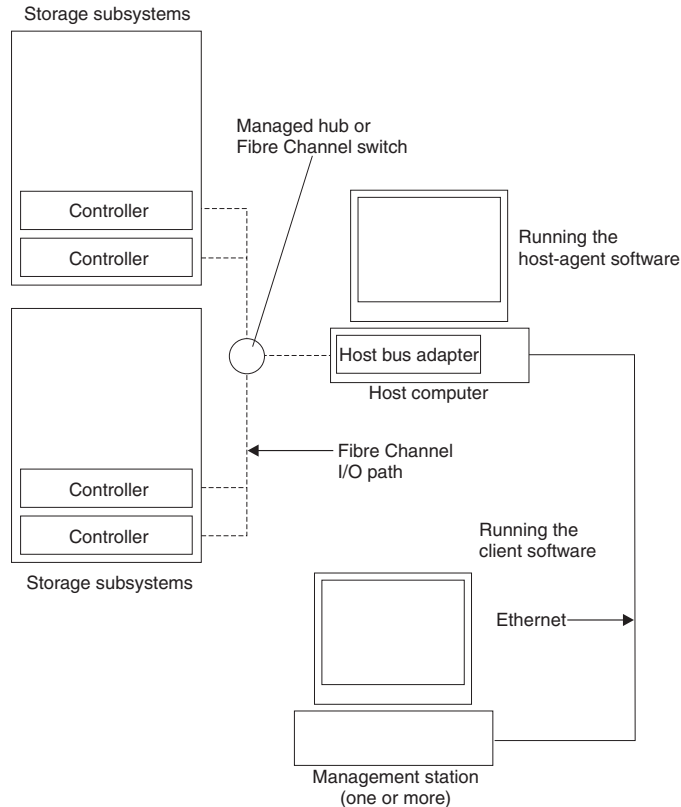 Storage subsystems
Managed hub or
Fibre Channel switch
Controller
Controller
Running the
host-agent software
Host bus adapter
Host computer
Fibre Channel
I/O path
Controller
Controller
Storage subsystems
Running the
client software
Ethernet
Management station
(one or more)